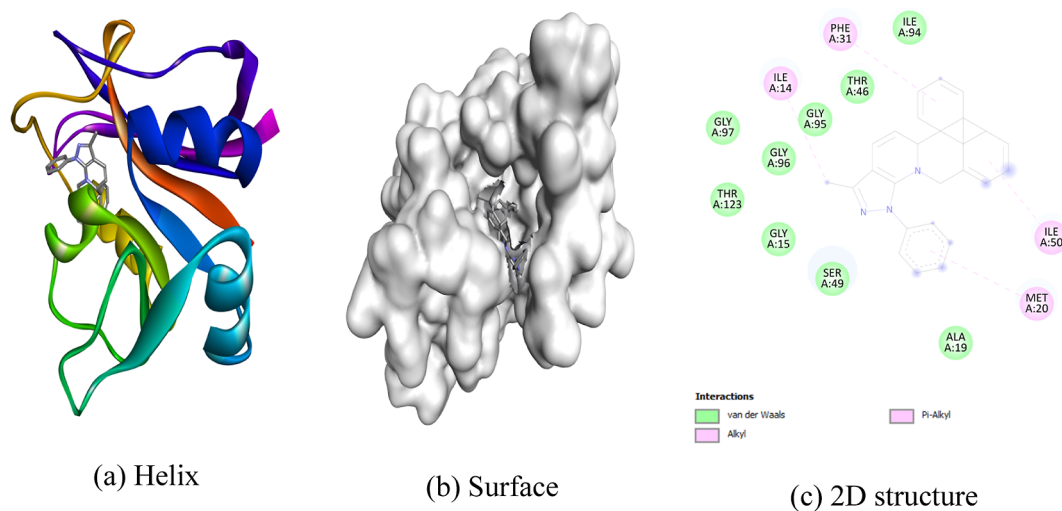 PHE
A:31
ILE
A:94
ILE
A:14
THR
A:46
GLY
A:97
GLY
A:95
GLY
A:96
THR
A:123
GLY
A:15
SER
A:49
ILE
A:50
MET
A:20
ALA
A:19
N
N
N
Interactions
van der Waals
Pi-Alkyl
Alkyl
(a) Helix
(b) Surface
(c) 2D structure